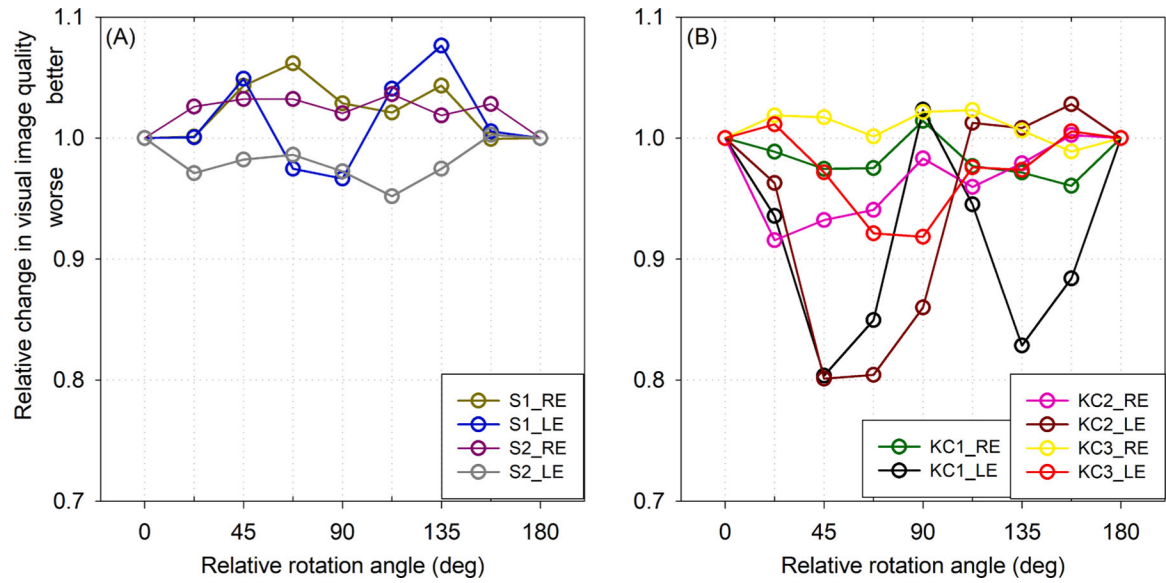 (A)
(B)
Relative change in visual image quality
worse better
1.1
1.0
0.9
0.8
0.7
0 45 90 135 180
Relative rotation angle (deg)
S1_RE
S1_LE
S2_RE
S2_LE
1.1
1.0
0.9
0.8
0.7
0 45 90 135 180
Relative rotation angle (deg)
KC1_RE
KC1_LE
KC2_RE
KC2_LE
KC3_RE
KC3_LE